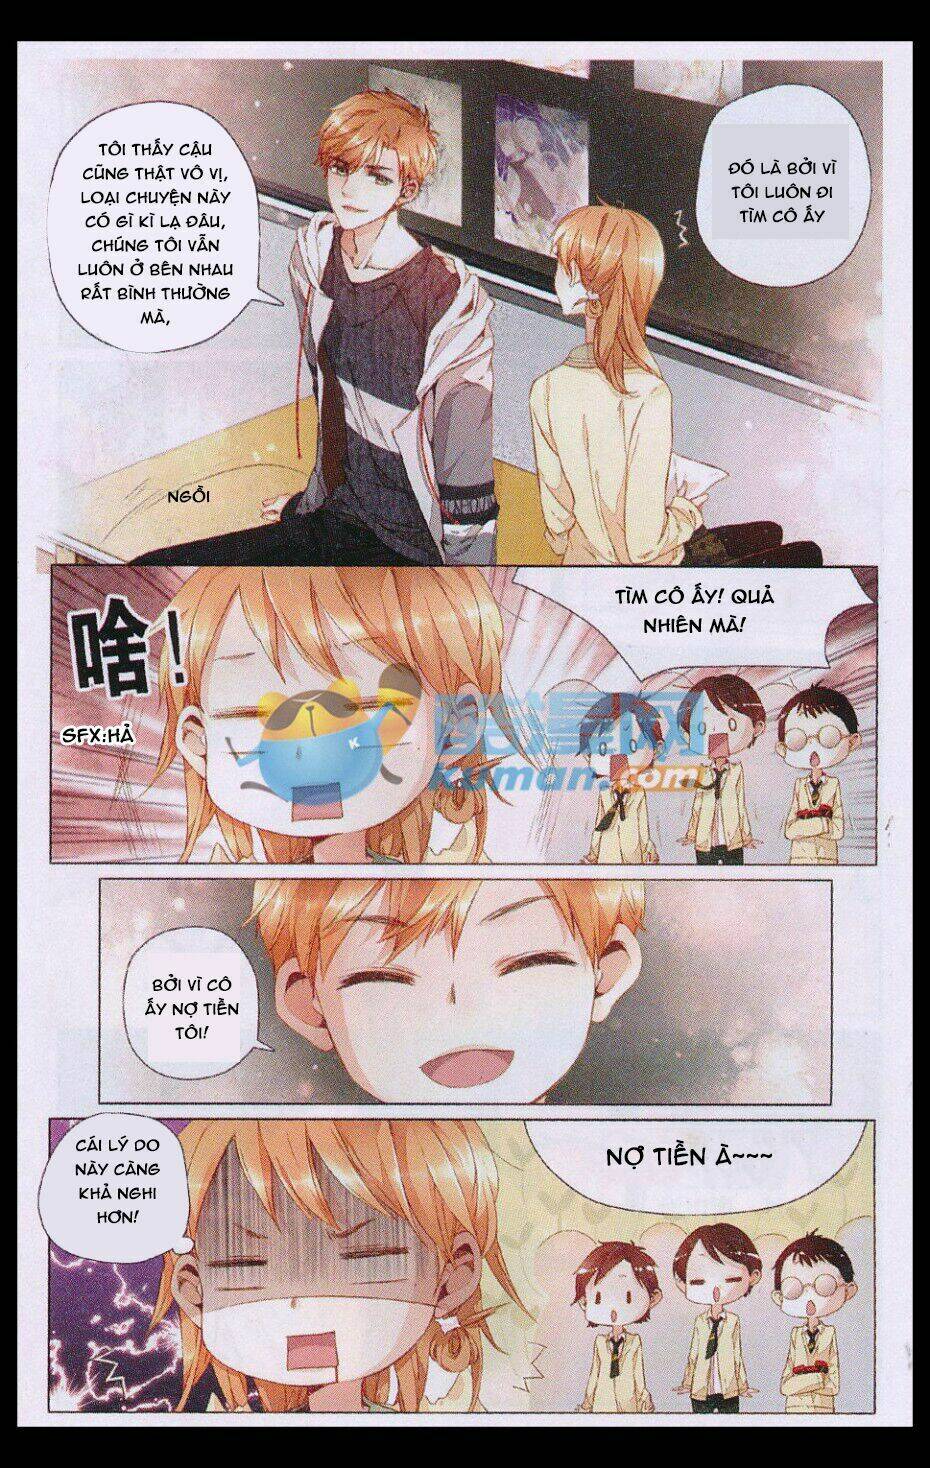 TÔI THẤY CẬU
CŨNG THẬT VÔ VỊ,
LOẠI CHUYỆN NÀY
CÓ GÌ KÌ LẠ ĐÂU,
CHÚNG TÔI VẪN
LUÔN Ở BÊN NHAU
RẤT BÌNH THƯỜNG
MÀ,
ĐÓ LÀ BỞI VÌ
TÔI LUÔN ĐI
TÌM CÔ ẤY
NGỒI
啥!
SFX:HẢ
TÌM CÔ ẤY! QUẢ
NHIÊN MÀ!
K
酷漫网
kuman.com
BỞI VÌ CÔ
ẤY NỢ TIỀN
TÔI!
CÁI LÝ DO
NÀY CÀNG
KHẢ NGHI
HƠN!
NỢ TIỀN À~~~